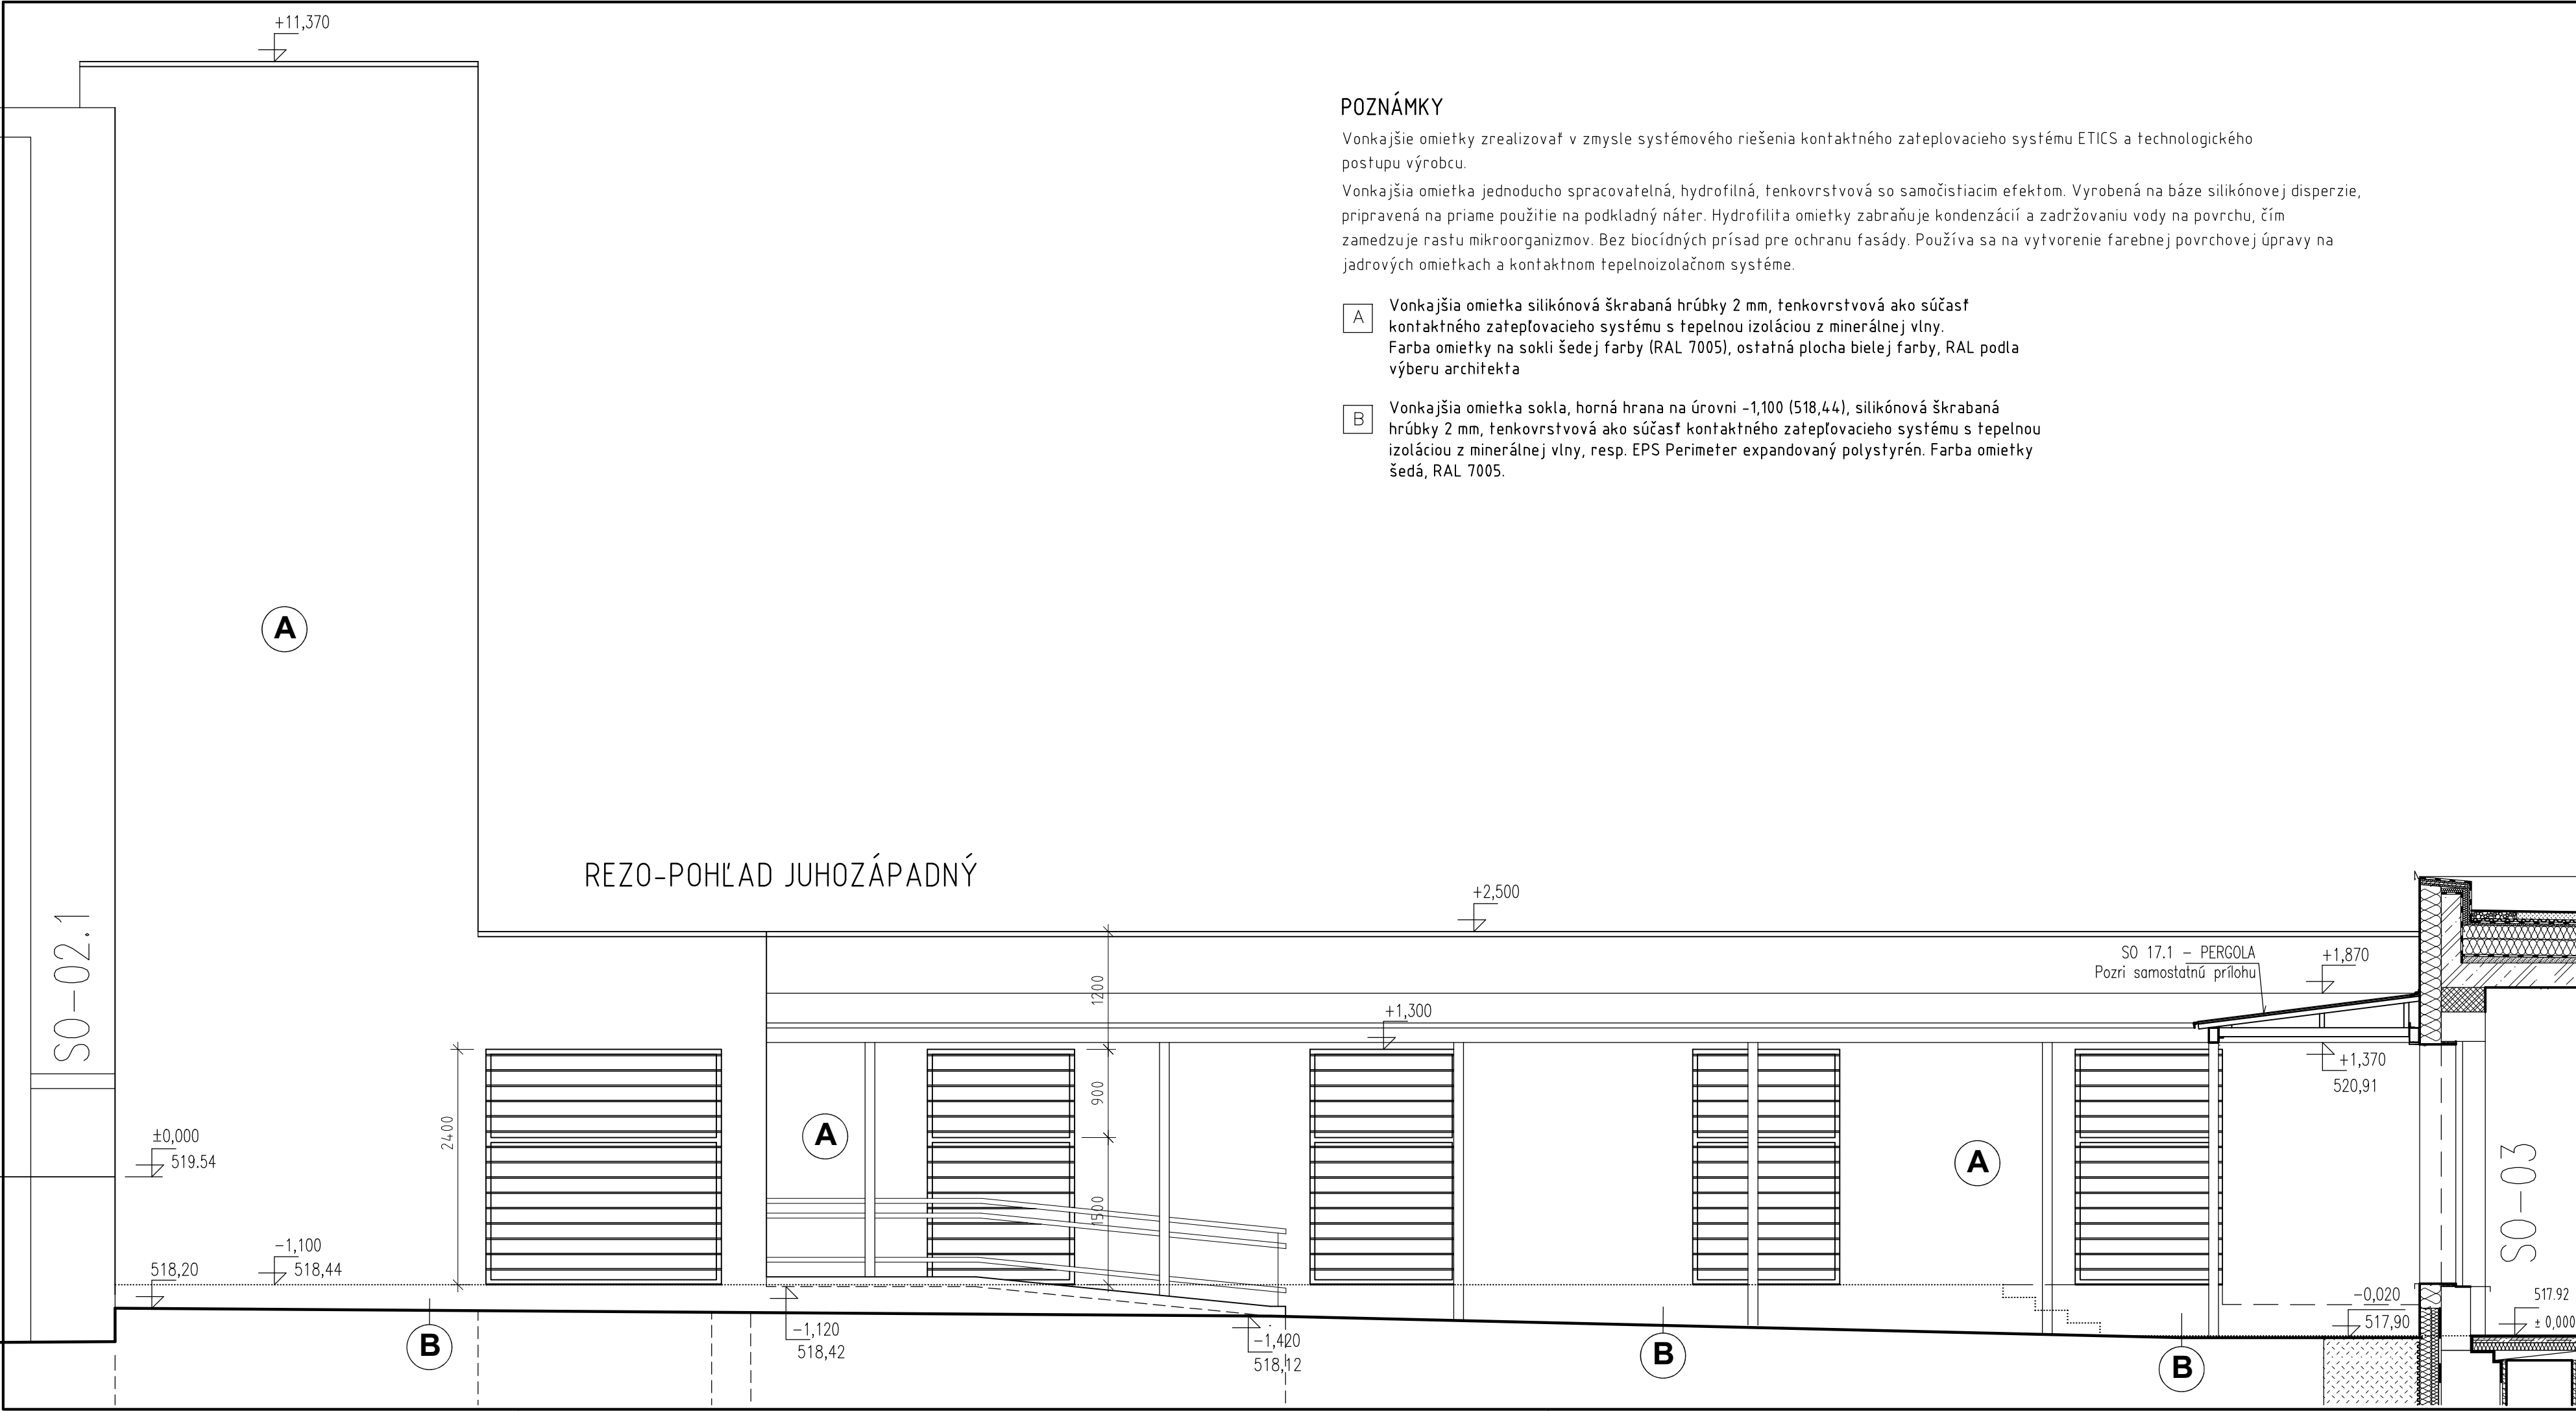 +11,370
POZNÁMKY
Vonkajšie omietky zrealizovať v zmysle systémového riešenia kontaktného zateplovacieho systému ETICS a technologického
postupu výrobcu.
Vonkajšia omietka jednoducho spracovatelná, hydrofilná, tenkovrstvová so samočistiacim efektom. Vyrobená na báze silikónovej disperzie,
pripravená na priame použitie na podkladný náter. Hydrofilita omietky zabraňuje kondenzácií a zadržovaniu vody na povrchu, čím
zamedzuje rastu mikroorganizmov. Bez biocídných prísad pre ochranu fasády. Používa sa na vytvorenie farebnej povrchovej úpravy na
jadrových omietkach a kontaktnom tepelnoizolačnom systéme.
A
Vonkajšia omietka silikónová škrabaná hrúbky 2 mm, tenkovrstvová ako súčasť
kontaktného zatepľovacieho systému s tepelnou izoláciou z minerálnej vlny.
Farba omietky na sokli šedej farby (RAL 7005), ostatná plocha bielej farby, RAL podla
výberu architekta
B
Vonkajšia omietka sokla, horná hrana na úrovni -1,100 (518,44), silikónová škrabaná
hrúbky 2 mm, tenkovrstvová ako súčasť kontaktného zatepľovacieho systému s tepelnou
izoláciou z minerálnej vlny, resp. EPS Perimeter expandovaný polystyrén. Farba omietky
šedá, RAL 7005.
A
REZO-POHĽAD JUHOZÁPADNÝ
+2,500
SO-02.1
SO 17.1 - PERGOLA
Pozri samostatnú prílohu
+1,870
1200
+1,300
+1,370
520,91
900
2400
A
A
±0,000
519.54
1500
SO-03
-1,100
518,44
518,20
-0,020
517,90
517.92
± 0,000
-1,120
518,42
-1,420
518,12
B
B
B